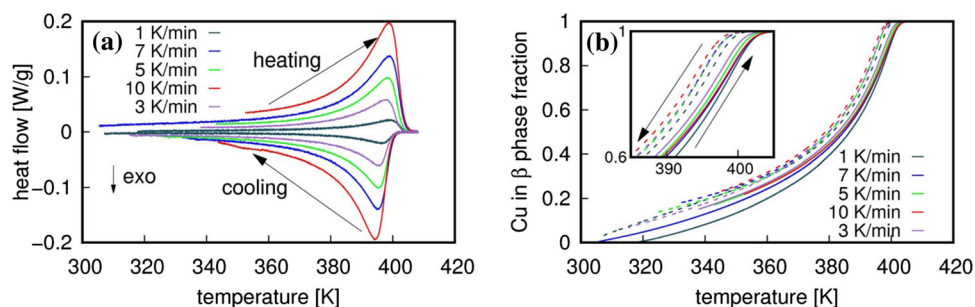 (a)
1 K/min
7 K/min
5 K/min
10 K/min
3 K/min
heating
cooling
exo
heat flow [W/g]
0.2
0.1
0
−0.1
−0.2
280 300 320 340 360 380 400 420
temperature [K]
(b)
1
0.6
390 400
1 K/min
7 K/min
5 K/min
10 K/min
3 K/min
Cu in β phase fraction
1
0.8
0.6
0.4
0.2
0
300 320 340 360 380 400 420
temperature [K]